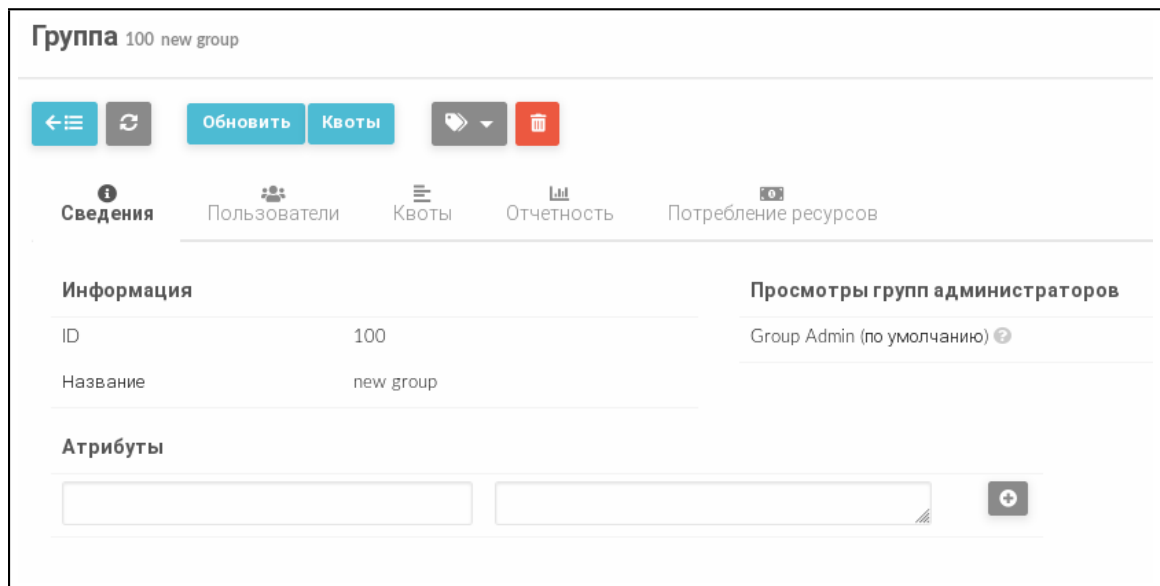 Группа 100 new group
Обновить Квоты
Сведения Пользователи Квоты Отчетность Потребление ресурсов
Информация Просмотры групп администраторов
ID 100 Group Admin (по умолчанию)
Название new group
Атрибуты